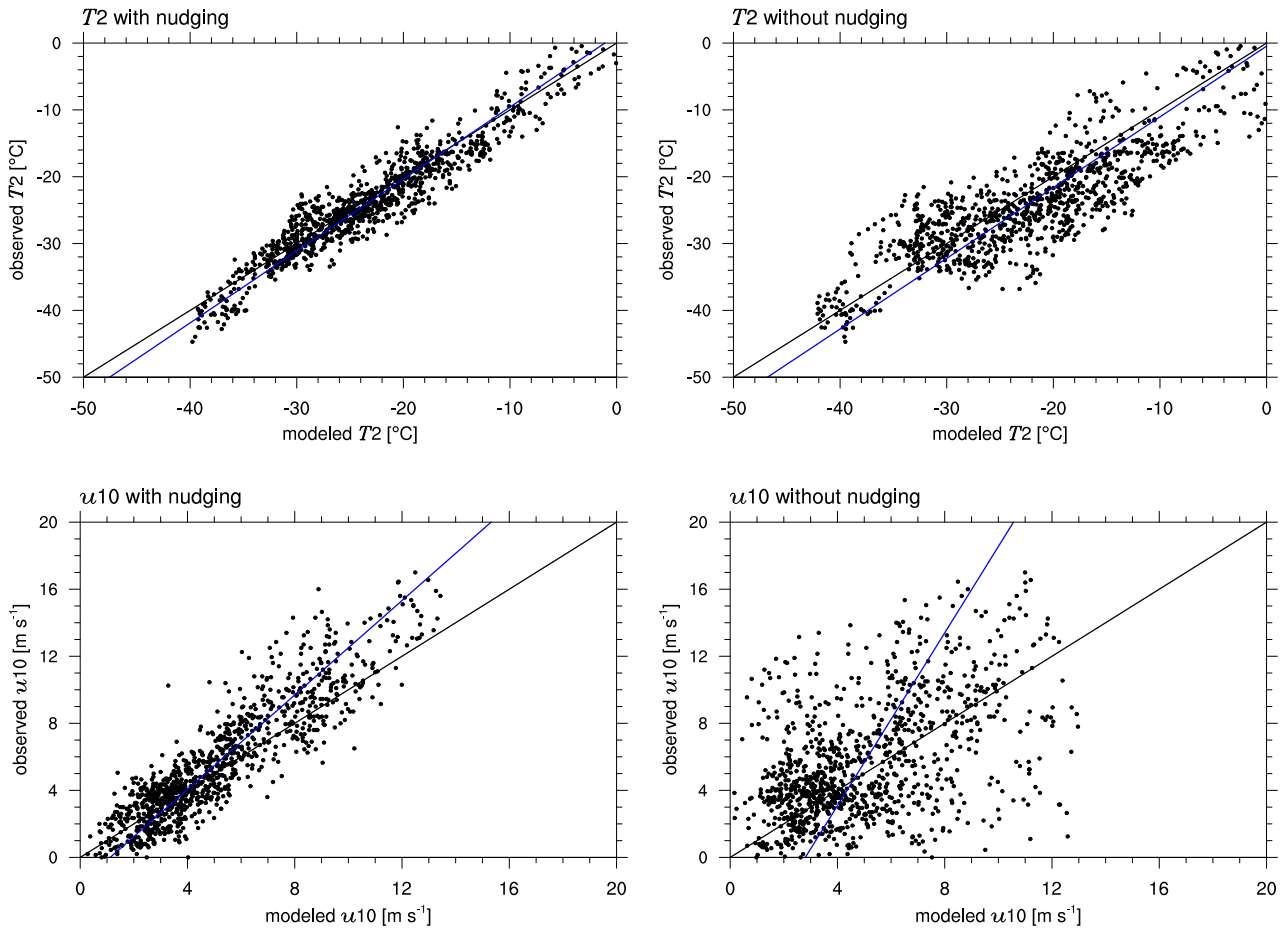 T2 with nudging
T2 without nudging
0
-10
-20
-30
-40
-50
observed T2 [°C]
-50 -40 -30 -20 -10 0
modeled T2 [°C]
0
-10
-20
-30
-40
-50
observed T2 [°C]
-50 -40 -30 -20 -10 0
modeled T2 [°C]
u10 with nudging
u10 without nudging
20
16
12
8
4
0
observed u10 [m s⁻¹]
0 4 8 12 16 20
modeled u10 [m s⁻¹]
20
16
12
8
4
0
observed u10 [m s⁻¹]
0 4 8 12 16 20
modeled u10 [m s⁻¹]